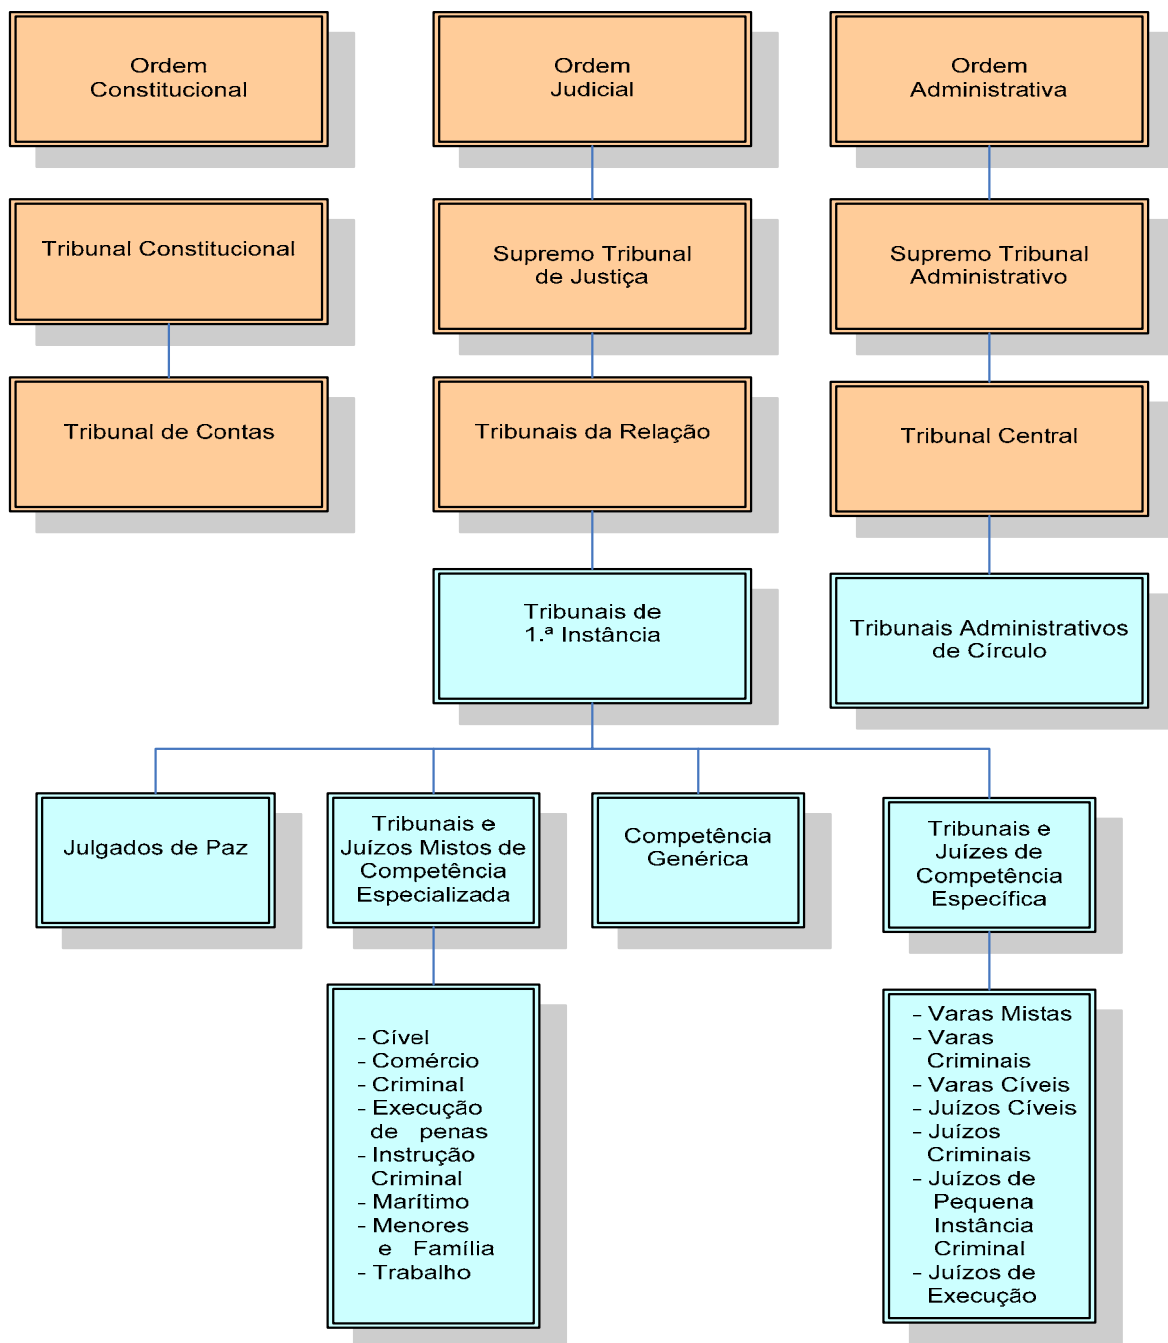 Ordem
Constitucional
Ordem
Judicial
Ordem
Administrativa
Tribunal Constitucional
Supremo Tribunal
de Justiça
Supremo Tribunal
Administrativo
Tribunal de Contas
Tribunais da Relação
Tribunal Central
Tribunais de
1.ª Instância
Tribunais Administrativos
de Círculo
Julgados de Paz
Tribunais e
Juízos Mistos de
Competência
Especializada
Competência
Genérica
Tribunais e
Juízes de
Competência
Específica
- Cível
- Comércio
- Criminal
- Execução
de penas
- Instrução
Criminal
- Marítimo
- Menores
e Família
- Trabalho
- Varas Mistas
- Varas
Criminais
- Varas Cíveis
- Juízos Cíveis
- Juízos
Criminais
- Juízos de
Pequena
Instância
Criminal
- Juízos de
Execução